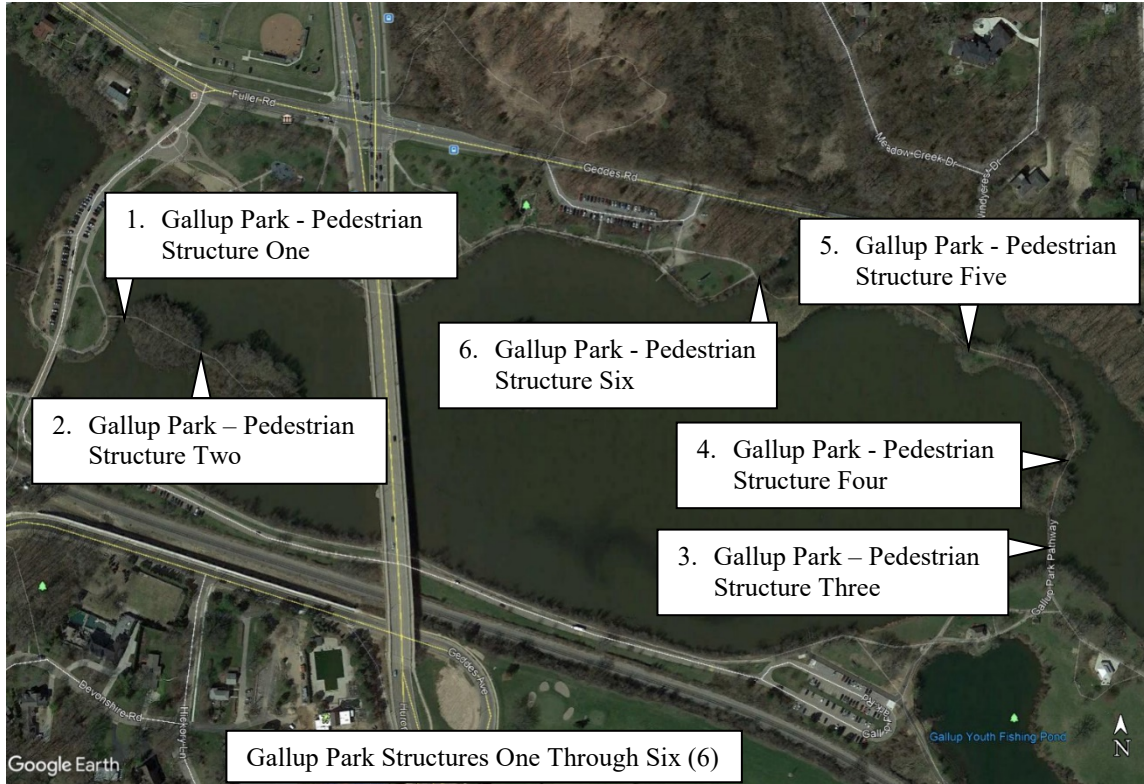 Fuller Rd
Geddes Rd
Meadow Creek Dr
Windycrest Dr
1. Gallup Park - Pedestrian
Structure One
5. Gallup Park - Pedestrian
Structure Five
6. Gallup Park - Pedestrian
Structure Six
2. Gallup Park – Pedestrian
Structure Two
4. Gallup Park - Pedestrian
Structure Four
3. Gallup Park – Pedestrian
Structure Three
Gallup Park Pathway
Geddes Ave
Devonshire Rd
Hickory Ln
Gallup Youth Fishing Pond
N
Gallup Park Structures One Through Six (6)
Google Earth